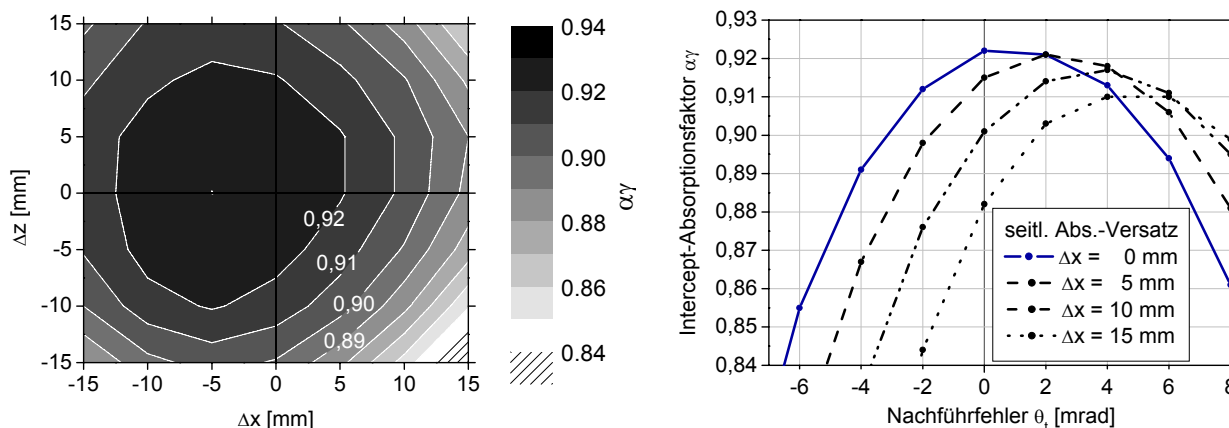 15
10
5
0
-5
-10
-15
-15 -10 -5 0 5 10 15
Δz [mm]
Δx [mm]
0,92
0,91
0,90
0,89
0.94
0.92
0.90
0.88
0.86
0.84
αγ
0,93
0,92
0,91
0,90
0,89
0,88
0,87
0,86
0,85
0,84
Intercept-Absorptionsfaktor αγ
-6 -4 -2 0 2 4 6 8
Nachführfehler θt [mrad]
seitl. Abs.-Versatz
Δx = 0 mm
Δx = 5 mm
Δx = 10 mm
Δx = 15 mm